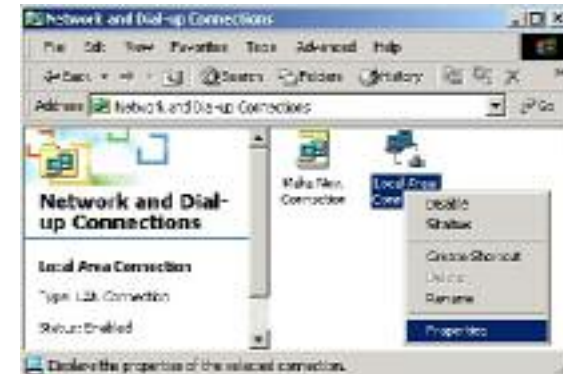 Network and Dial-up Connections
File Edit View Favorites Tools Advanced Help
Back Search Folders History
Address Network and Dial-up Connections Go
Network and Dial-
up Connections
Local Area Connection
Type: LAN Connection
Status: Enabled
Make New
Connection
Local Area
Disable
Status
Create Shortcut
Delete
Rename
Properties
Displays the properties of the selected connection.